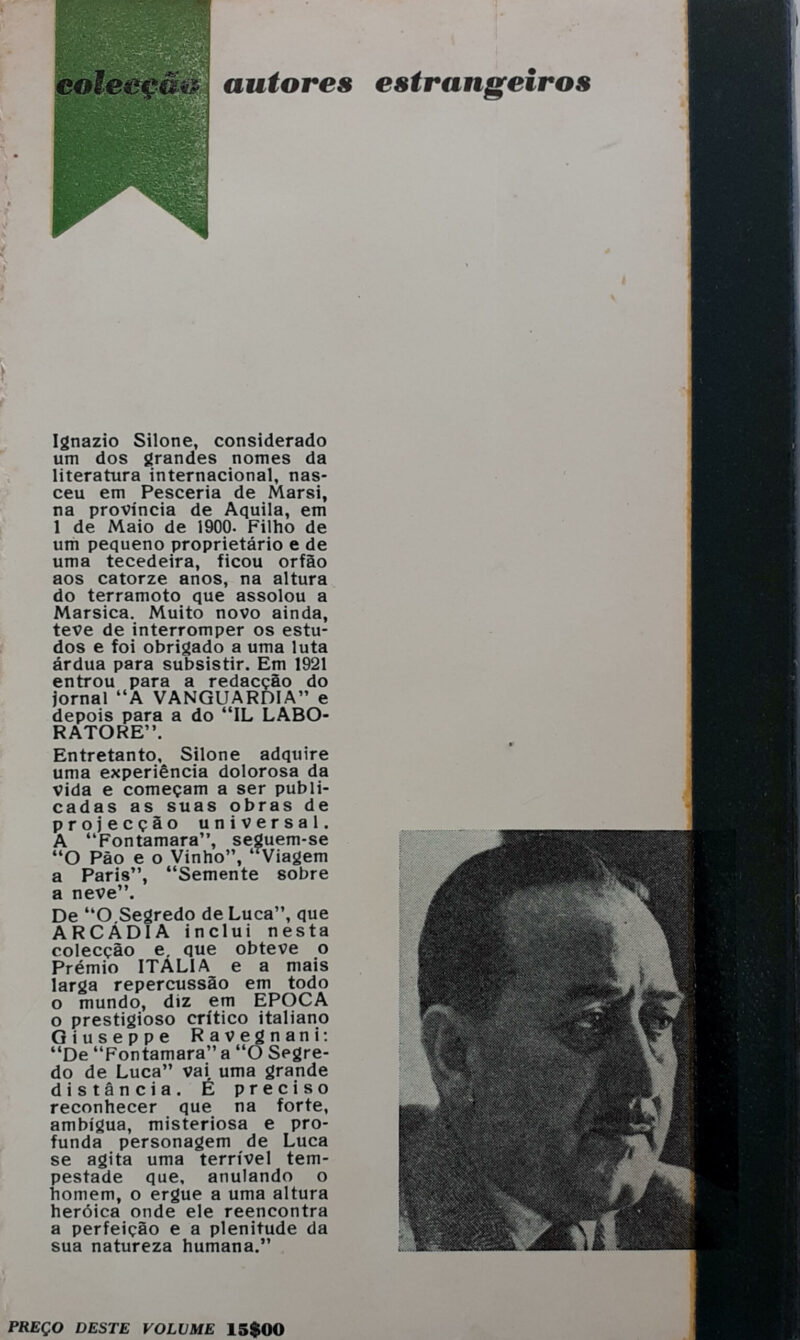 colecção autores estrangeiros
Ignazio Silone, considerado
um dos grandes nomes da
literatura internacional, nas-
ceu em Pesceria de Marsi,
na província de Aquila, em
1 de Maio de 1900. Filho de
um pequeno proprietário e de
uma tecedeira, ficou orfão
aos catorze anos, na altura
do terramoto que assolou a
Marsica. Muito novo ainda,
teve de interromper os estu-
dos e foi obrigado a uma luta
árdua para subsistir. Em 1921
entrou para a redacção do
jornal “A VANGUARDIA” e
depois para a do “IL LABO-
RATORE”.
Entretanto, Silone adquire
uma experiência dolorosa da
vida e começam a ser publi-
cadas as suas obras de
projecção universal.
A “Fontamara”, seguem-se
“O Pão e o Vinho”, “Viagem
a Paris”, “Semente sobre
a neve”.
De “O Segredo de Luca”, que
ARCÁDIA inclui nesta
colecção e que obteve o
Prémio ITÁLIA e a mais
larga repercussão em todo
o mundo, diz em EPOCA
o prestigioso crítico italiano
Giuseppe Ravegnani:
“De “Fontamara” a “O Segre-
do de Luca” vai uma grande
distância. É preciso
reconhecer que na forte,
ambígua, misteriosa e pro-
funda personagem de Luca
se agita uma terrível tem-
pestade que, anulando o
homem, o ergue a uma altura
heróica onde ele reencontra
a perfeição e a plenitude da
sua natureza humana.”
PREÇO DESTE VOLUME 15$00